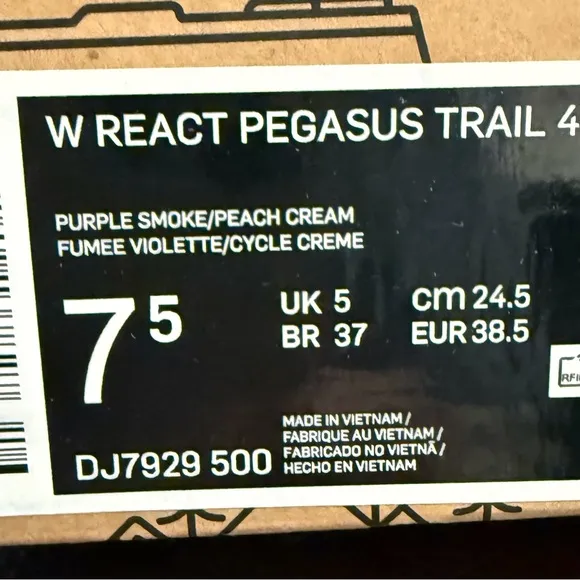 W REACT PEGASUS TRAIL 4
PURPLE SMOKE/PEACH CREAM
FUMEE VIOLETTE/CYCLE CREME
7 5
UK 5
BR 37
cm 24.5
EUR 38.5
DJ7929 500
MADE IN VIETNAM /
FABRIQUE AU VIETNAM /
FABRICADO NO VIETNÃ /
HECHO EN VIETNAM